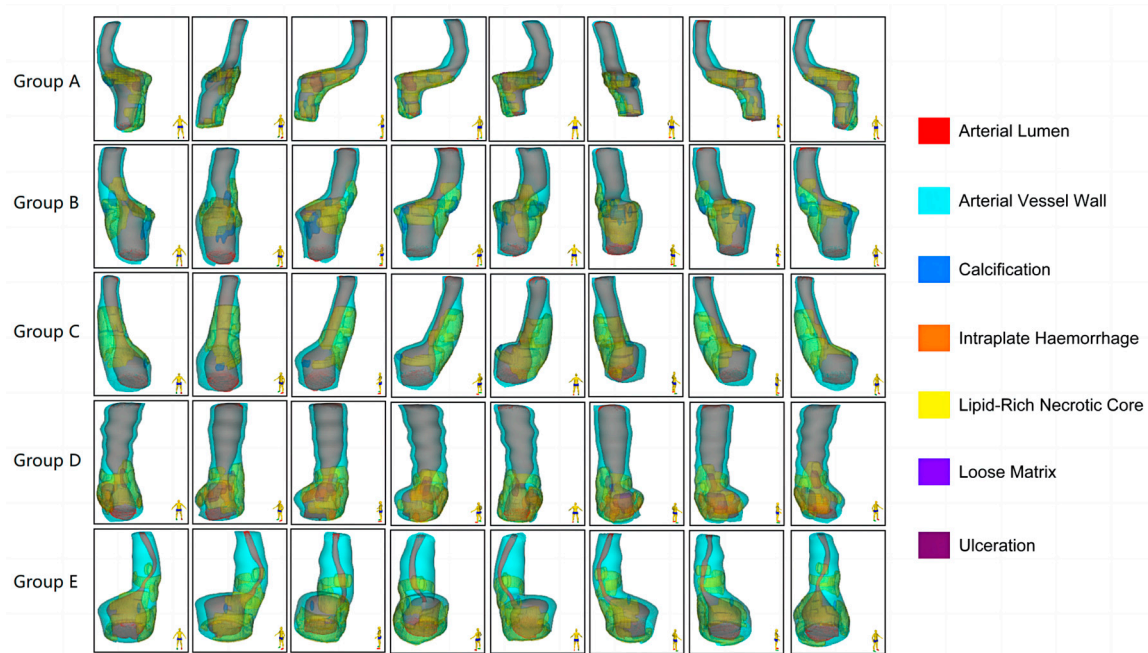 Group A
Group B
Group C
Group D
Group E
Arterial Lumen
Arterial Vessel Wall
Calcification
Intraplate Haemorrhage
Lipid-Rich Necrotic Core
Loose Matrix
Ulceration